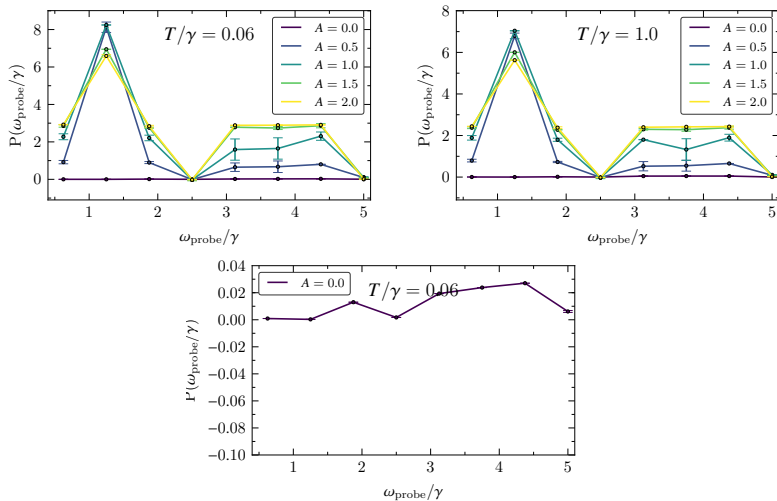 T/γ = 0.06
A = 0.0
A = 0.5
A = 1.0
A = 1.5
A = 2.0
P(ω_probe/γ)
8
6
4
2
0
1 2 3 4 5
ω_probe/γ
T/γ = 1.0
A = 0.0
A = 0.5
A = 1.0
A = 1.5
A = 2.0
P(ω_probe/γ)
8
6
4
2
0
1 2 3 4 5
ω_probe/γ
A = 0.0
T/γ = 0.06
P(ω_probe/γ)
0.04
0.02
0.00
−0.02
−0.04
−0.06
−0.08
−0.10
1 2 3 4 5
ω_probe/γ